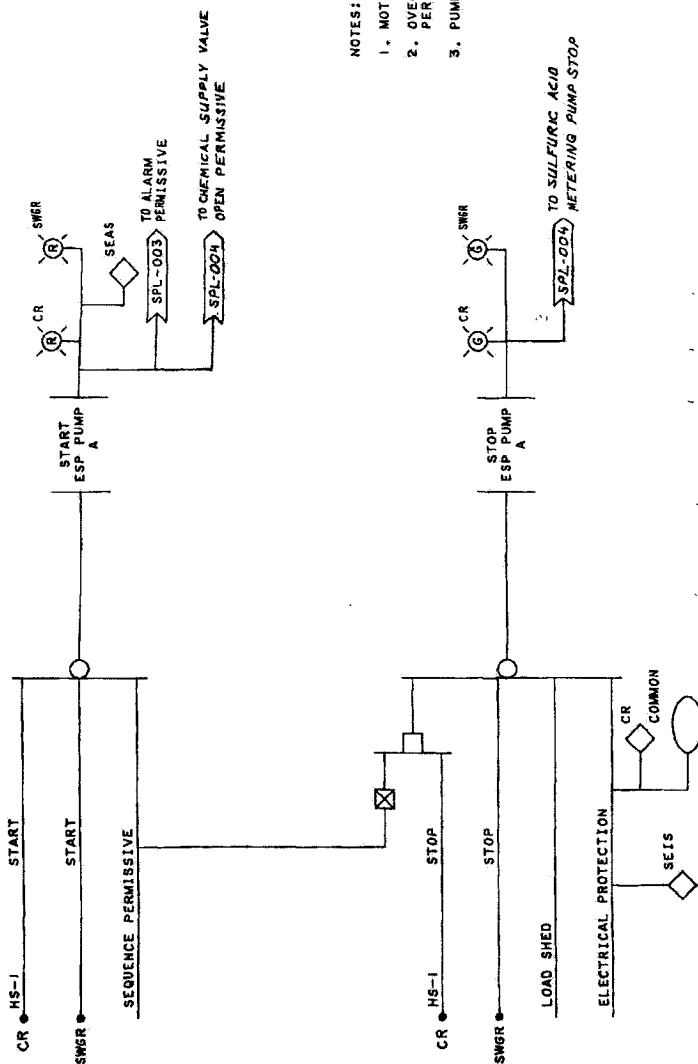 CR
HS-1
START
SWGR
START
SEQUENCE PERMISSIVE
START
ESP PUMP
A
CR
R
SWGR
R
SEAS
SPL-003
TO ALARM
PERMISSIVE
SPL-004
TO CHEMICAL SUPPLY VALVE
OPEN PERMISSIVE
CR
HS-1
STOP
SWGR
STOP
LOAD SHED
ELECTRICAL PROTECTION
SEIS
CR
COMMON
STOP
ESP PUMP
A
CR
G
SWGR
G
SPL-004
TO SULFURIC ACID
METERING PUMP STOP
NOTES:
1. MOT
2. OVE
PER
3. PUM